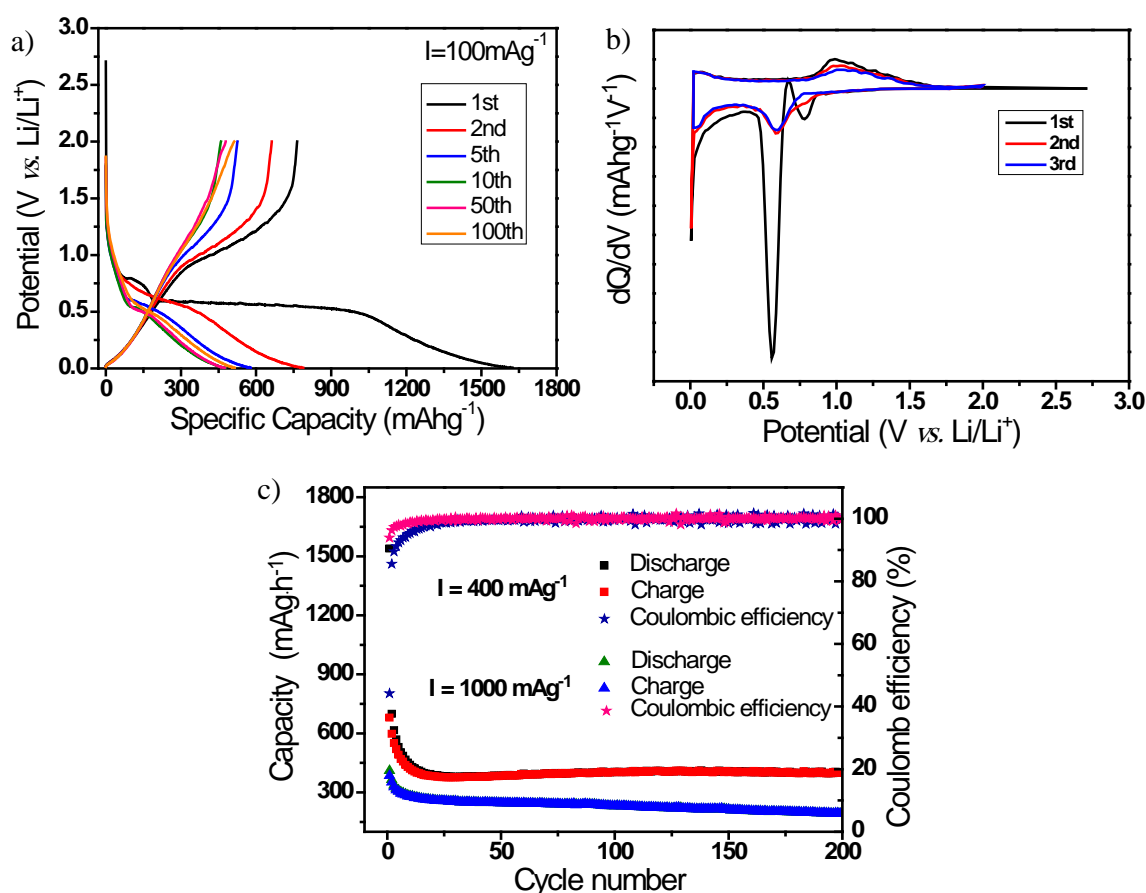 a)
3.0
2.5
2.0
1.5
1.0
0.5
0.0
Potential (V vs. Li/Li⁺)
I=100mAg⁻¹
1st
2nd
5th
10th
50th
100th
0 300 600 900 1200 1500 1800
Specific Capacity (mAhg⁻¹)
b)
dQ/dV (mAhg⁻¹V⁻¹)
1st
2nd
3rd
0.0 0.5 1.0 1.5 2.0 2.5 3.0
Potential (V vs. Li/Li⁺)
c)
1800
1500
1200
900
600
300
Capacity (mAg.h⁻¹)
I = 400 mAg⁻¹
Discharge
Charge
Coulombic efficiency
I = 1000 mAg⁻¹
Discharge
Charge
Coulombic efficiency
100
80
60
40
20
0
Coulomb efficiency (%)
0 50 100 150 200
Cycle number